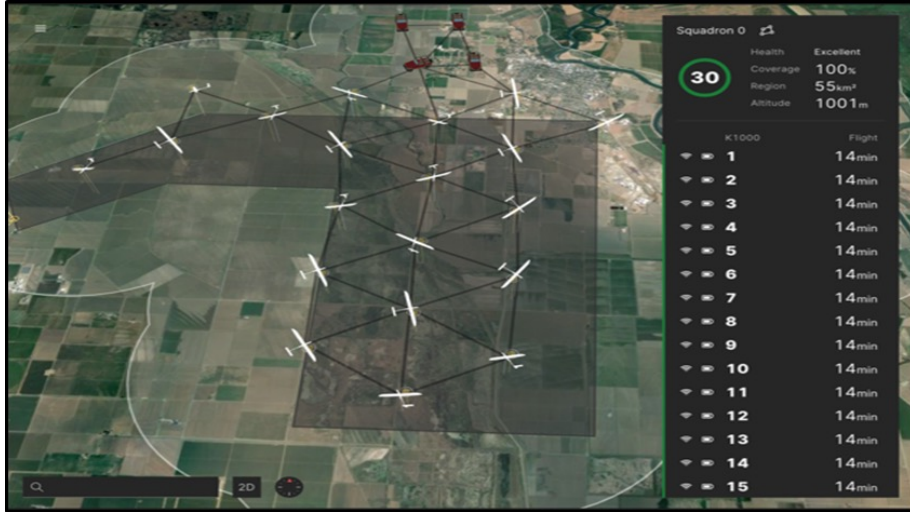 Squadron 0
30
Health Excellent
Coverage 100%
Region 55km²
Altitude 1001m
K1000 Flight
1 14min
2 14min
3 14min
4 14min
5 14min
6 14min
7 14min
8 14min
9 14min
10 14min
11 14min
12 14min
13 14min
14 14min
15 14min
2D